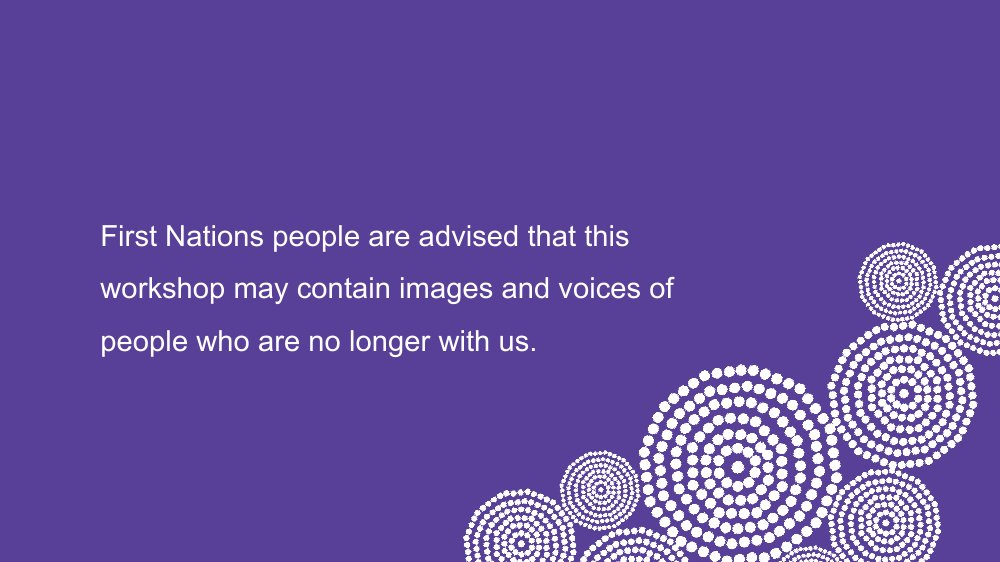 First Nations people are advised that this
workshop may contain images and voices of
people who are no longer with us.